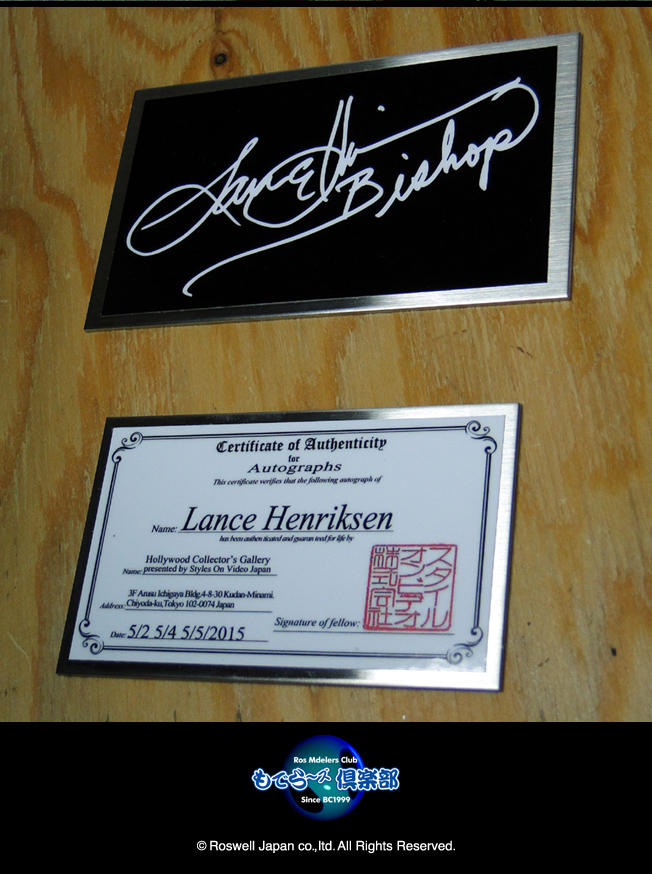 Lance H
Bishop
Certificate of Authenticity
for
Autographs
This certificate verifies that the following autograph of
Name: Lance Henriksen
has been authen ticated and guaran teed for life by
Hollywood Collector's Gallery
Name: presented by Styles On Video Japan
3F Arusu Ichigaya Bldg.4-8-30 Kudan-Minami,
Address: Chiyoda-ku,Tokyo 102-0074 Japan
Date: 5/2 5/4 5/5/2015
Signature of fellow:
スタイル
オンビデオ
株式会社
Ros Mdelers Club
もでら〜ズ 倶楽部
Since BC1999
© Roswell Japan co.,ltd. All Rights Reserved.